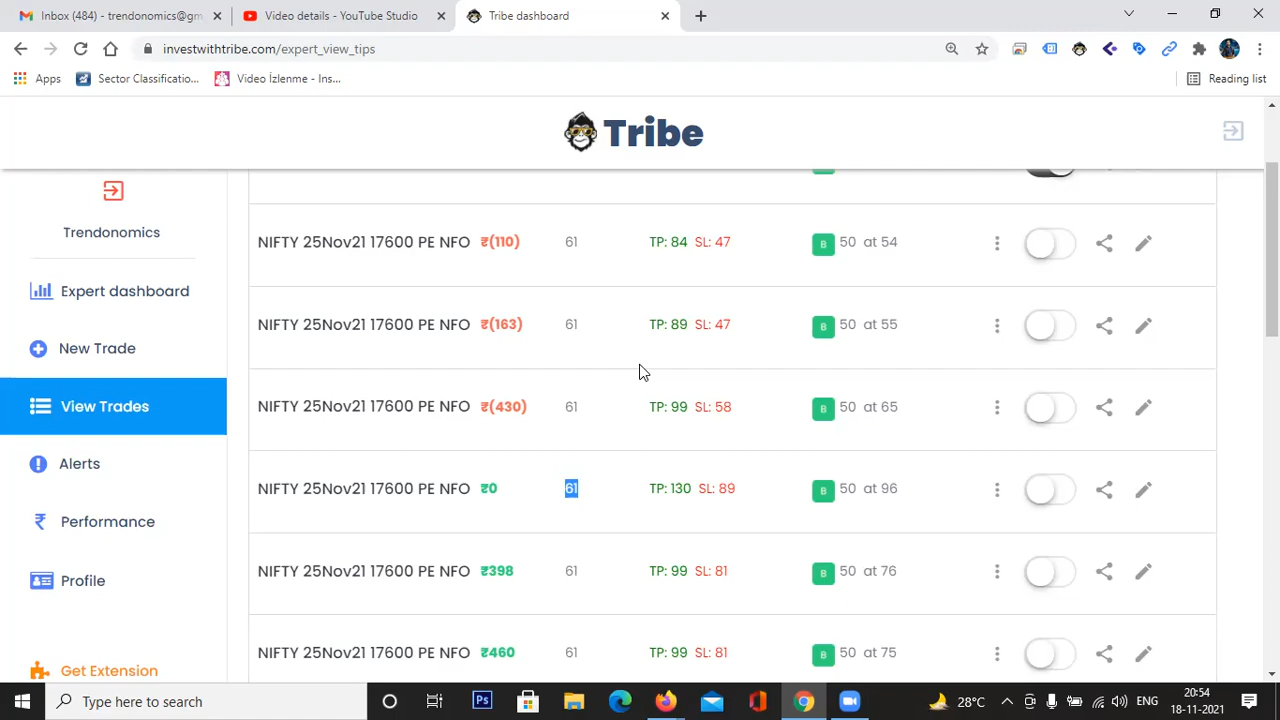 Inbox (484) - trendonomics@gm
Video details - YouTube Studio
Tribe dashboard
investwithtribe.com/expert_view_tips
Apps
Sector Classificatio...
Video İzlenme - Ins...
Reading list
Tribe
Trendonomics
Expert dashboard
New Trade
View Trades
Alerts
Performance
Profile
Get Extension
NIFTY 25Nov21 17600 PE NFO ₹(110) 61 TP: 84 SL: 47 B 50 at 54
NIFTY 25Nov21 17600 PE NFO ₹(163) 61 TP: 89 SL: 47 B 50 at 55
NIFTY 25Nov21 17600 PE NFO ₹(430) 61 TP: 99 SL: 58 B 50 at 65
NIFTY 25Nov21 17600 PE NFO ₹0 61 TP: 130 SL: 89 B 50 at 96
NIFTY 25Nov21 17600 PE NFO ₹398 61 TP: 99 SL: 81 B 50 at 76
NIFTY 25Nov21 17600 PE NFO ₹460 61 TP: 99 SL: 81 B 50 at 75
Type here to search
Ps
28°C
ENG
20:54
18-11-2021